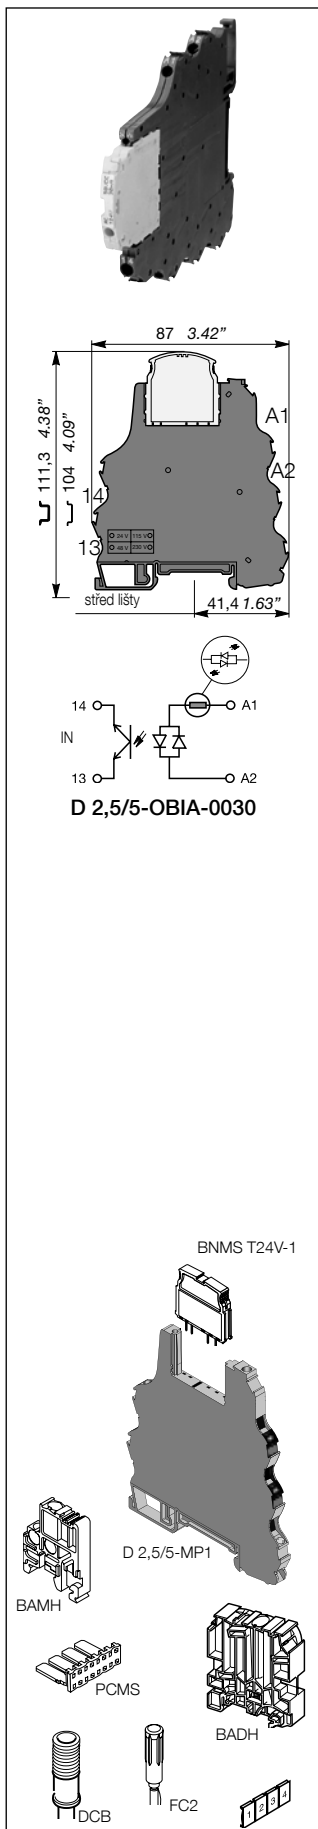 87 3.42”
111,3 4.38”
104 4.09”
A1
A2
14
13
24 V 115 V
48 V 230 V
střed lišty
41,4 1.63”
14
A1
IN
13
A2
D 2,5/5-OBIA-0030
BNMS T24V-1
D 2,5/5-MP1
BAMH
PCMS
BADH
DCB
FC2
1 2 3 4